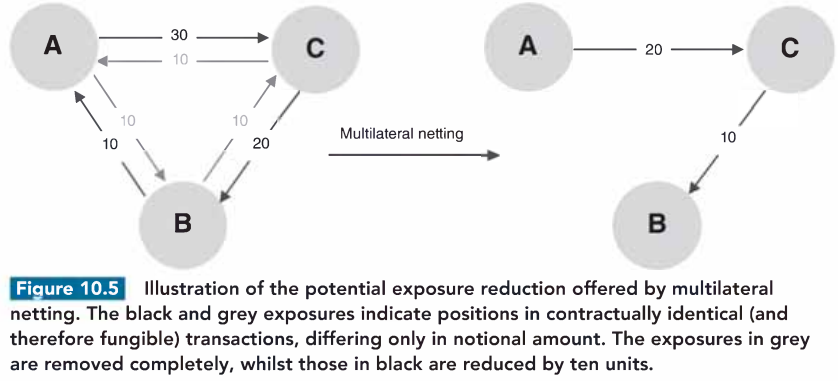 A
30
10
C
A
20
C
10
10
10
20
Multilateral netting
10
B
B
Figure 10.5 Illustration of the potential exposure reduction offered by multilateral
netting. The black and grey exposures indicate positions in contractually identical (and
therefore fungible) transactions, differing only in notional amount. The exposures in grey
are removed completely, whilst those in black are reduced by ten units.